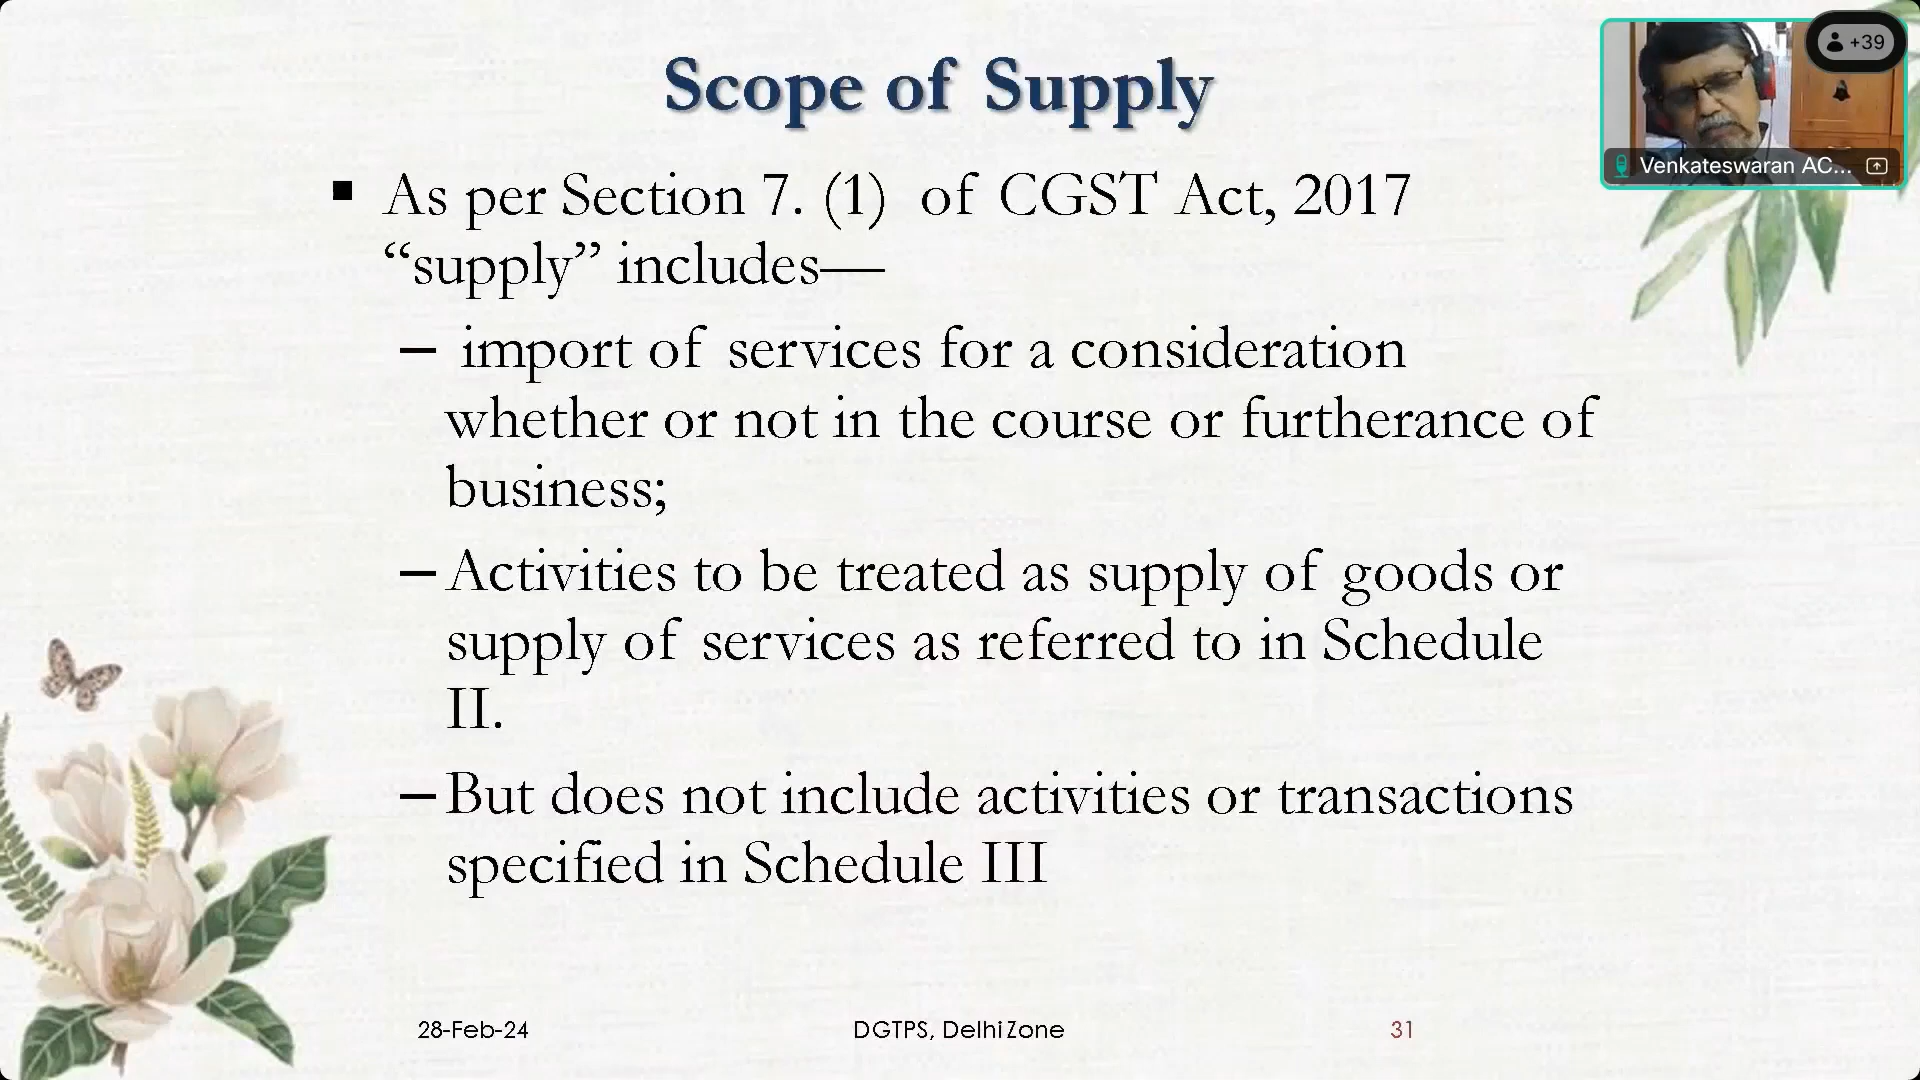 Scope of Supply
+39
Venkateswaran AC...
▪ As per Section 7. (1) of CGST Act, 2017
“supply” includes—
– import of services for a consideration
whether or not in the course or furtherance of
business;
– Activities to be treated as supply of goods or
supply of services as referred to in Schedule
II.
– But does not include activities or transactions
specified in Schedule III
28-Feb-24
DGTPS, Delhi Zone
31